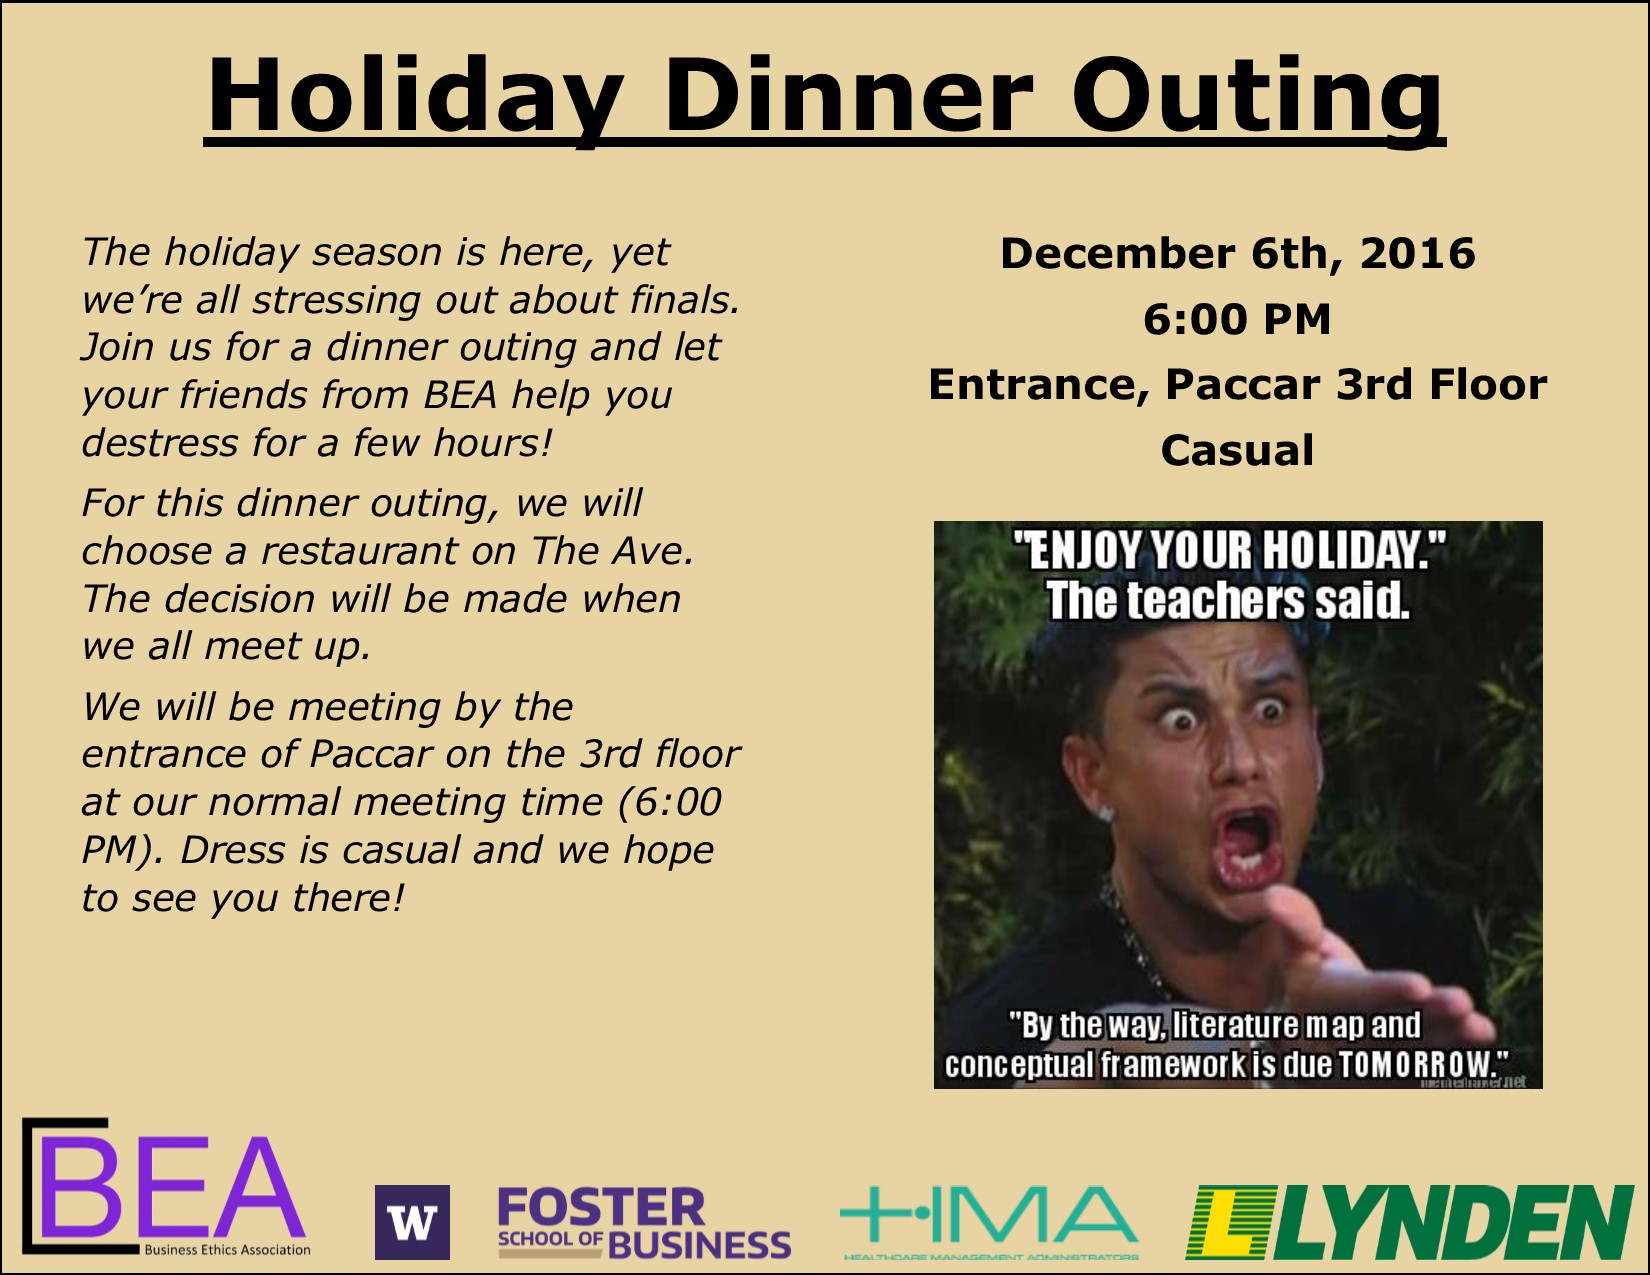 Holiday Dinner Outing
The holiday season is here, yet
we’re all stressing out about finals.
Join us for a dinner outing and let
your friends from BEA help you
destress for a few hours!
For this dinner outing, we will
choose a restaurant on The Ave.
The decision will be made when
we all meet up.
We will be meeting by the
entrance of Paccar on the 3rd floor
at our normal meeting time (6:00
PM). Dress is casual and we hope
to see you there!
December 6th, 2016
6:00 PM
Entrance, Paccar 3rd Floor
Casual
"ENJOY YOUR HOLIDAY."
The teachers said.
"By the way, literature map and
conceptual framework is due TOMORROW."
mememaker.net
BEA
Business Ethics Association
W
FOSTER
SCHOOL OF BUSINESS
HMA
HEALTHCARE MANAGEMENT ADMINISTRATORS
L LYNDEN